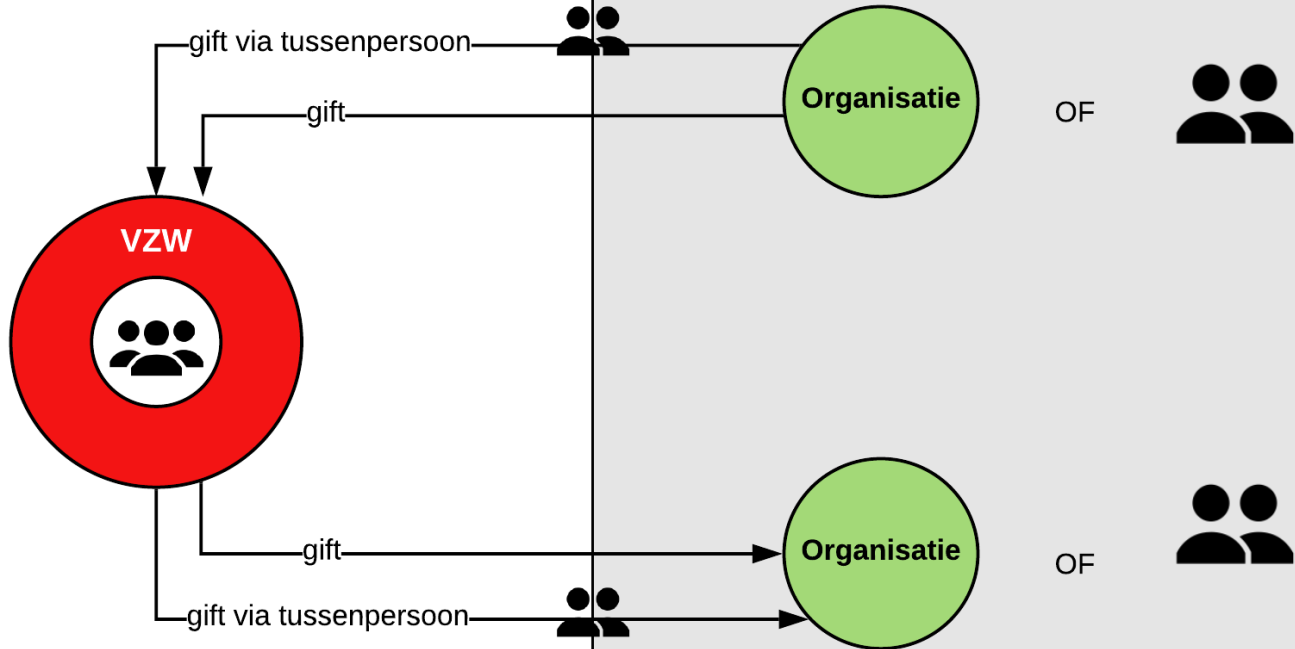 gift via tussenpersoon
gift
Organisatie
OF
VZW
gift
Organisatie
OF
gift via tussenpersoon